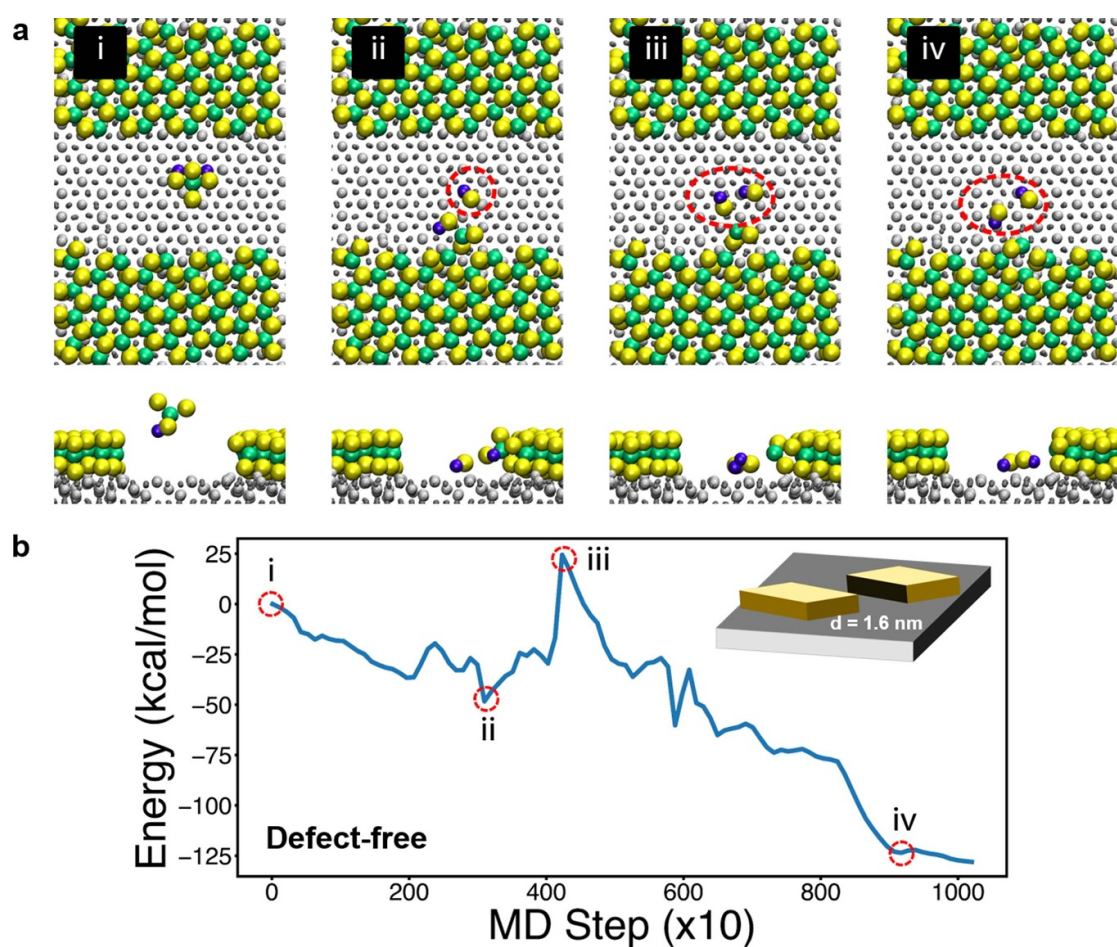 a
i ii iii iv
b
Energy (kcal/mol)
25
0
−25
−50
−75
−100
−125
i
ii
iii
iv
d = 1.6 nm
Defect-free
0 200 400 600 800 1000
MD Step (x10)